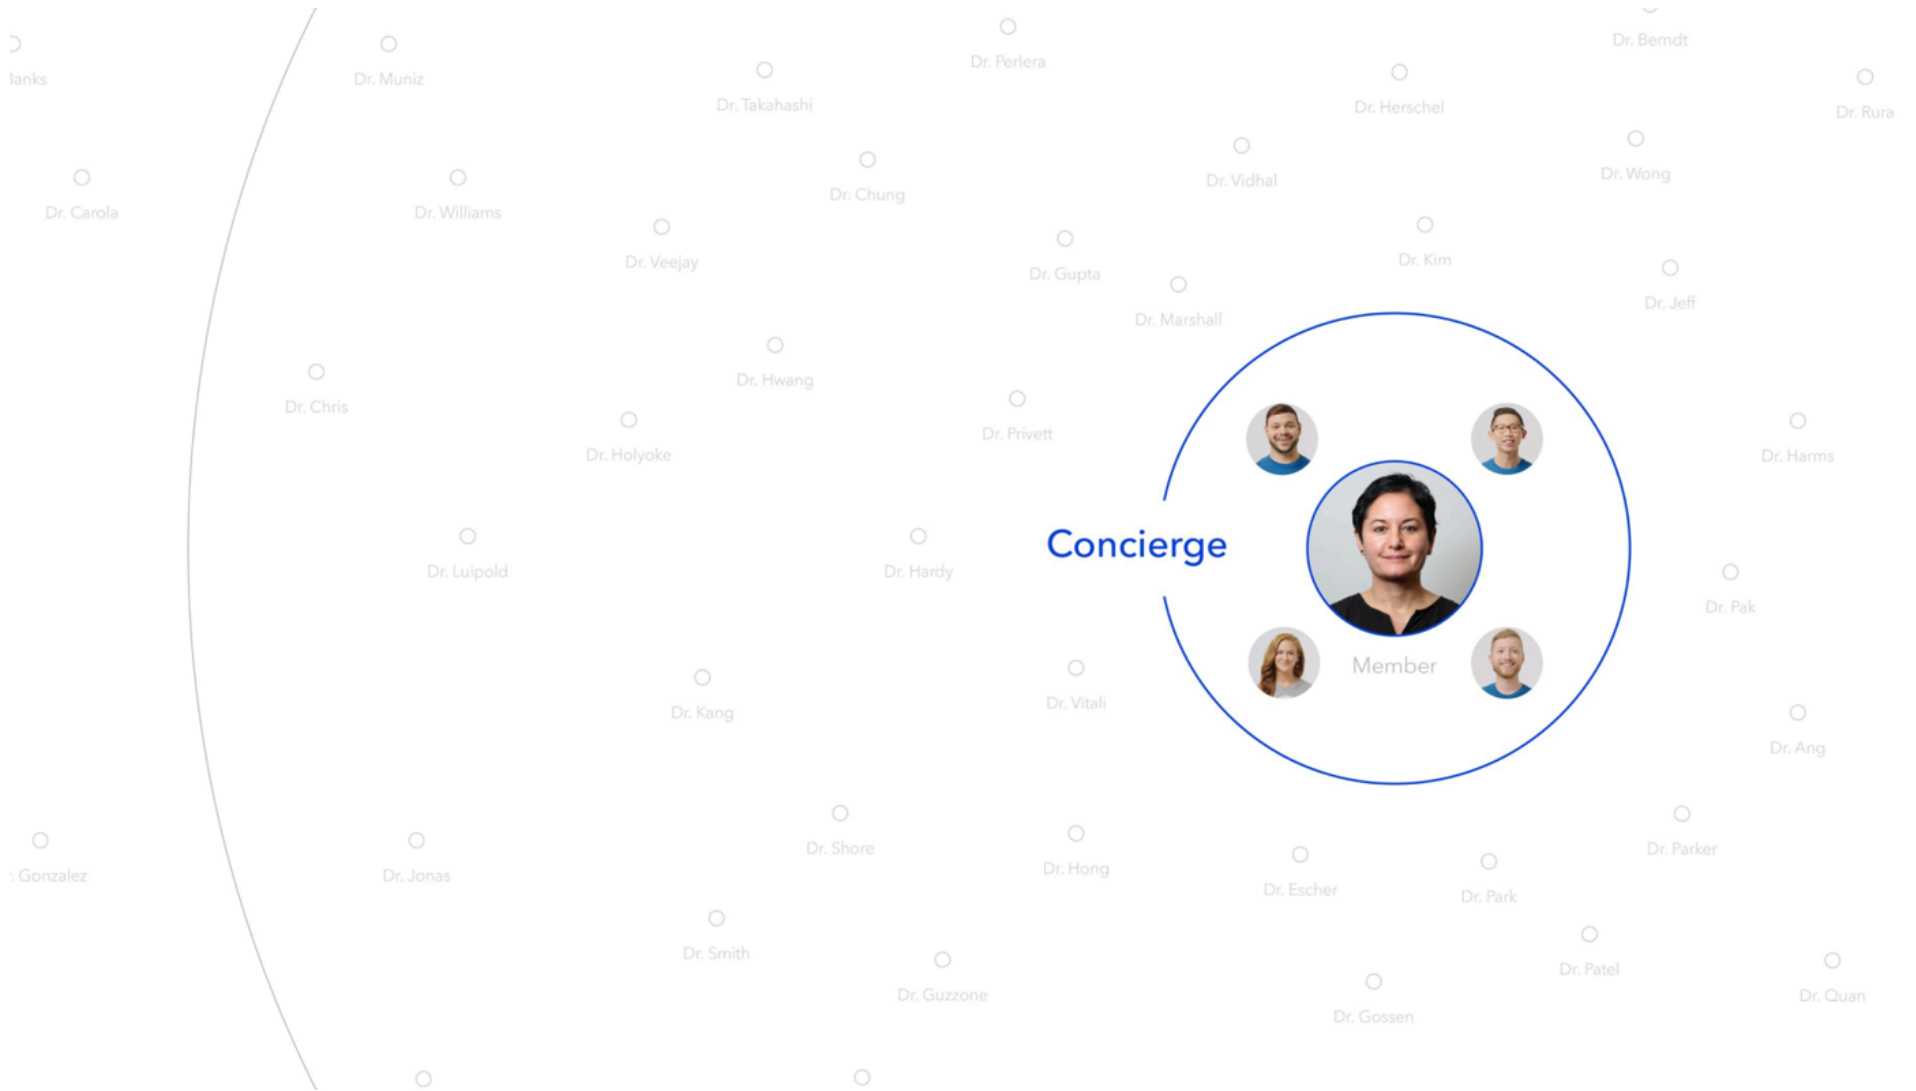 Dr. Berndt
Dr. Perlera
Dr. Muniz
Dr. Takahashi
Dr. Herschel
Dr. Rura
Dr. Wong
Dr. Vidhal
Dr. Chung
Dr. Carola
Dr. Williams
Dr. Veejay
Dr. Kim
Dr. Gupta
Dr. Jeff
Dr. Marshall
Dr. Hwang
Dr. Chris
Dr. Privett
Dr. Holyoke
Dr. Harms
Concierge
Dr. Luipold
Dr. Hardy
Dr. Pak
Member
Dr. Vitali
Dr. Kang
Dr. Ang
Dr. Shore
Dr. Parker
Dr. Hong
. Gonzalez
Dr. Jonas
Dr. Escher
Dr. Park
Dr. Smith
Dr. Patel
Dr. Guzzone
Dr. Quan
Dr. Gossen